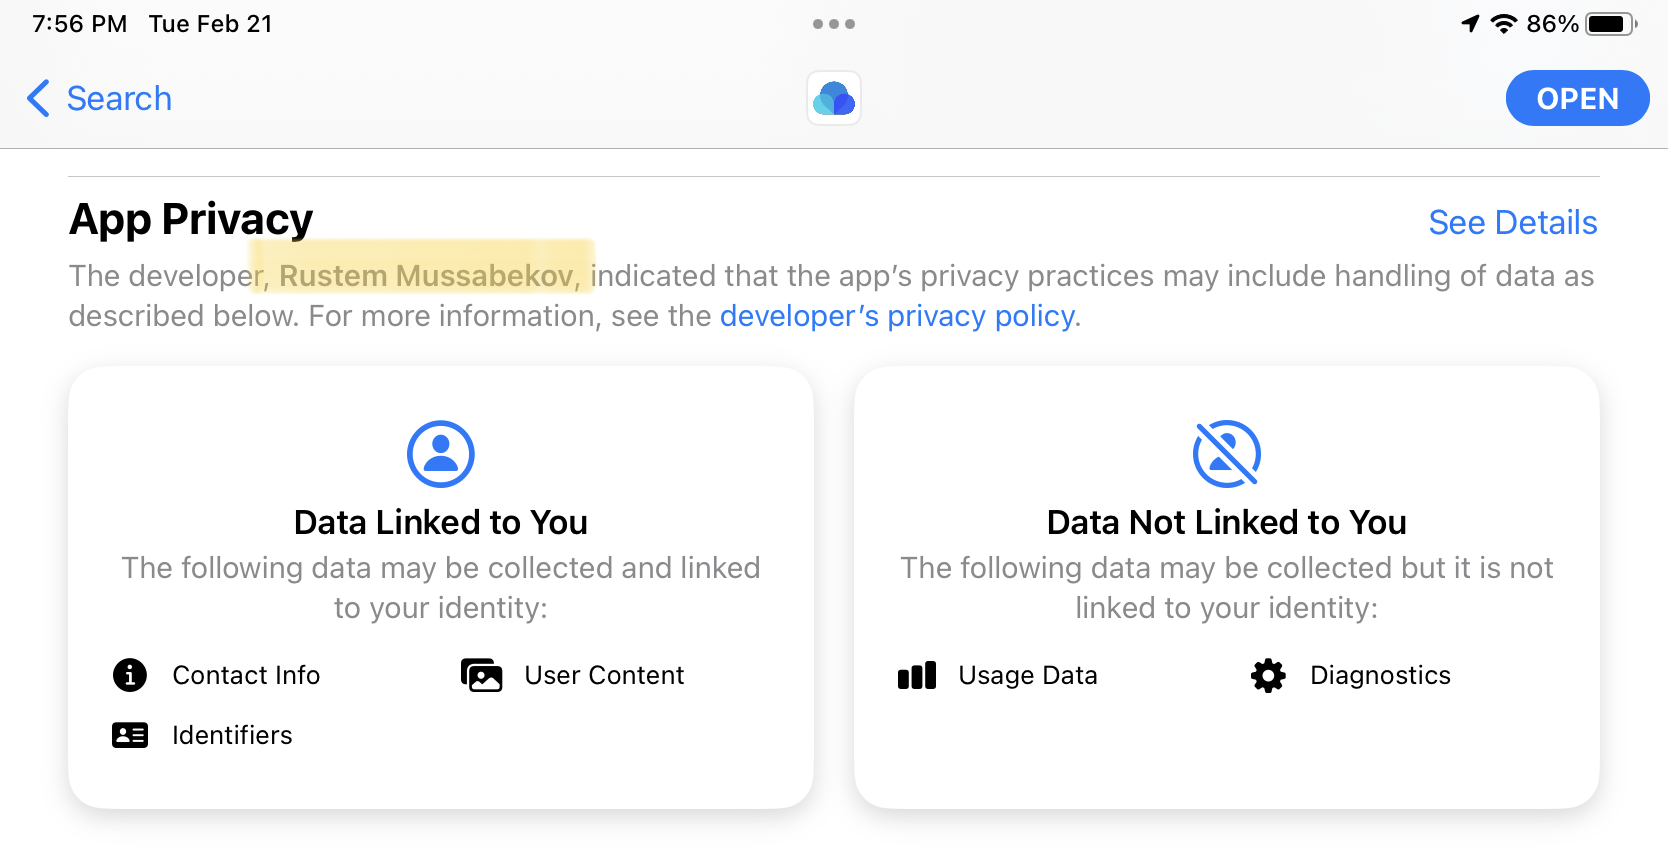 7:56 PM Tue Feb 21
86%
Search
OPEN
App Privacy
See Details
The developer, Rustem Mussabekov, indicated that the app’s privacy practices may include handling of data as
described below. For more information, see the developer’s privacy policy.
Data Linked to You
The following data may be collected and linked
to your identity:
Contact Info
User Content
Identifiers
Data Not Linked to You
The following data may be collected but it is not
linked to your identity:
Usage Data
Diagnostics